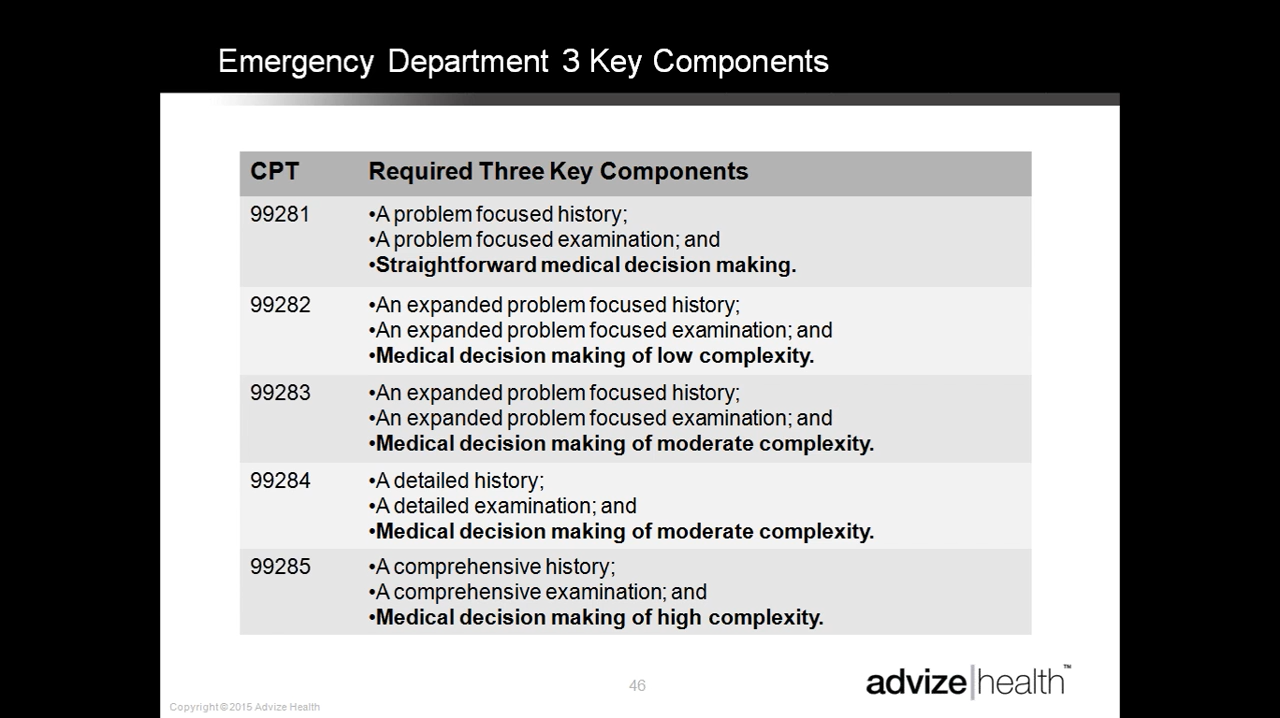 Emergency Department 3 Key Components
CPT Required Three Key Components
99281 •A problem focused history;
•A problem focused examination; and
•Straightforward medical decision making.
99282 •An expanded problem focused history;
•An expanded problem focused examination; and
•Medical decision making of low complexity.
99283 •An expanded problem focused history;
•An expanded problem focused examination; and
•Medical decision making of moderate complexity.
99284 •A detailed history;
•A detailed examination; and
•Medical decision making of moderate complexity.
99285 •A comprehensive history;
•A comprehensive examination; and
•Medical decision making of high complexity.
46
advize|health™
Copyright©2015 Advize Health